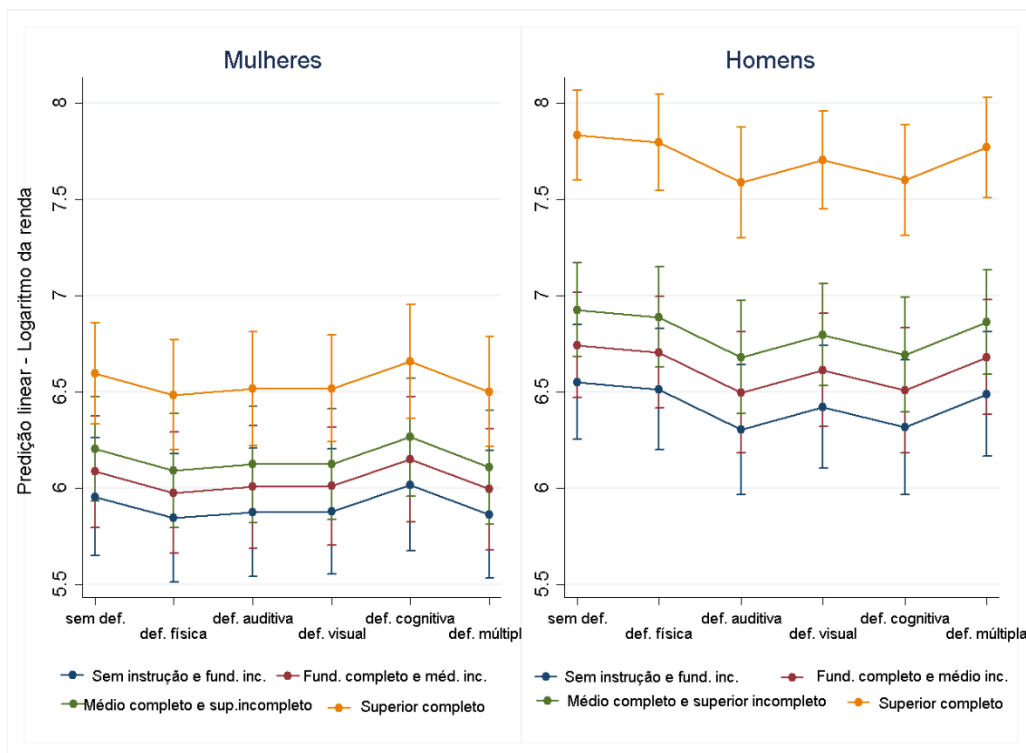 Mulheres
Homens
Predição linear - Logaritmo da renda
8
7.5
7
6.5
6
5.5
sem def.
def. física
def. auditiva
def. visual
def. cognitiva
def. múltipla
Sem instrução e fund. inc.
Fund. completo e méd. inc.
Médio completo e sup.incompleto
Superior completo
8
7.5
7
6.5
6
5.5
sem def.
def. física
def. auditiva
def. visual
def. cognitiva
def. múltipla
Sem instrução e fund. inc.
Fund. completo e médio inc.
Médio completo e superior incompleto
Superior completo